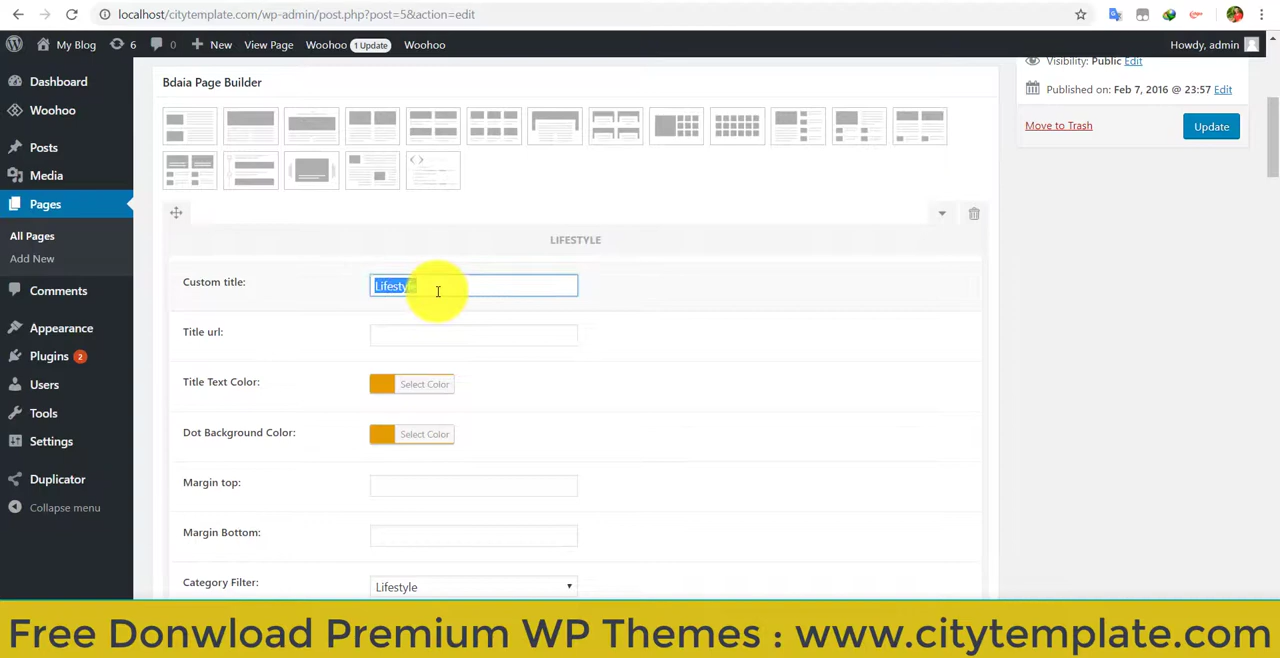 localhost/citytemplate.com/wp-admin/post.php?post=5&action=edit
My Blog 6 0 New View Page Woohoo 1 Update Woohoo Howdy, admin
Dashboard
Woohoo
Posts
Media
Pages
All Pages
Add New
Comments
Appearance
Plugins 2
Users
Tools
Settings
Duplicator
Collapse menu
Bdaia Page Builder
LIFESTYLE
Custom title: Lifestyle
Title url:
Title Text Color: Select Color
Dot Background Color: Select Color
Margin top:
Margin Bottom:
Category Filter: Lifestyle
Visibility: Public Edit
Published on: Feb 7, 2016 @ 23:57 Edit
Move to Trash Update
Free Donwload Premium WP Themes : www.citytemplate.com